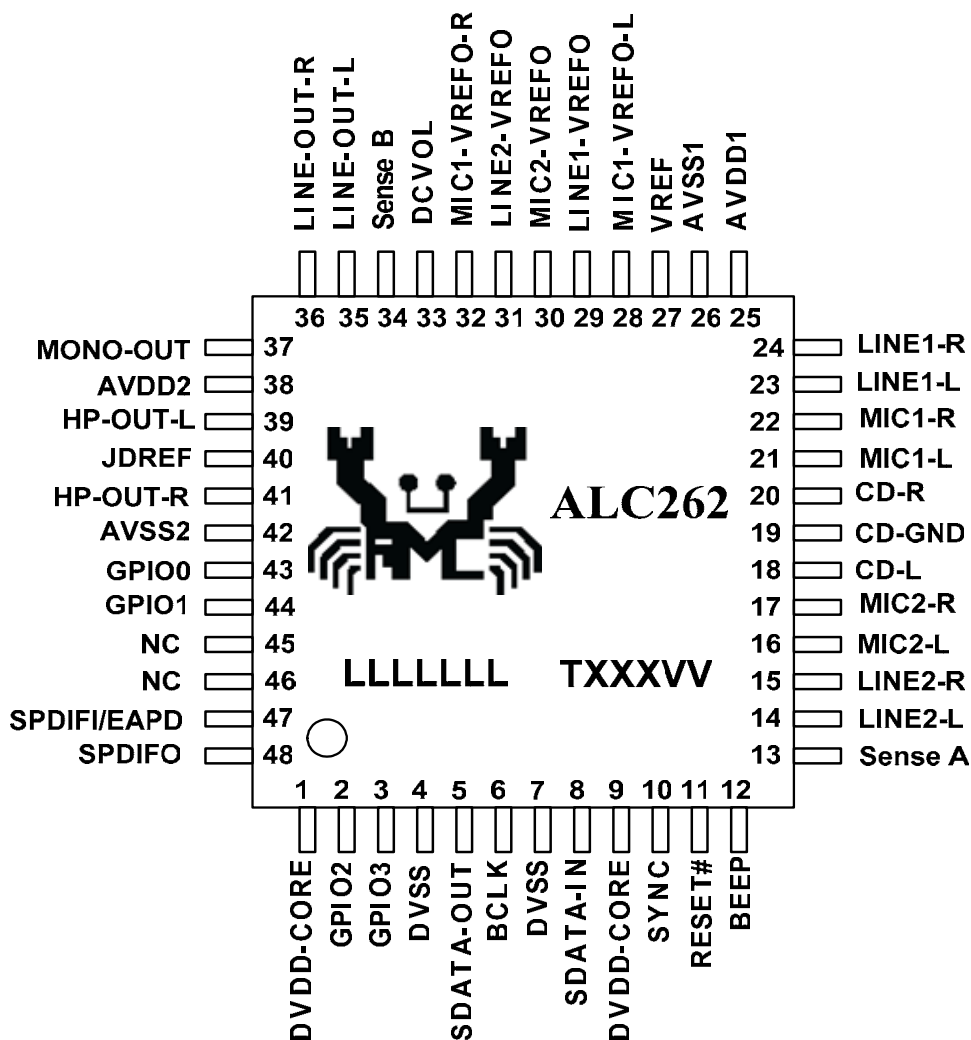 LINE-OUT-R
LINE-OUT-L
Sense B
DCVOL
MIC1-VREFO-R
LINE2-VREFO
MIC2-VREFO
LINE1-VREFO
MIC1-VREFO-L
VREF
AVSS1
AVDD1
36 35 34 33 32 31 30 29 28 27 26 25
MONO-OUT 37
AVDD2 38
HP-OUT-L 39
JDREF 40
HP-OUT-R 41
AVSS2 42
GPIO0 43
GPIO1 44
NC 45
NC 46
SPDIFI/EAPD 47
SPDIFO 48
ALC262
LLLLLLL TXXXVV
24 LINE1-R
23 LINE1-L
22 MIC1-R
21 MIC1-L
20 CD-R
19 CD-GND
18 CD-L
17 MIC2-R
16 MIC2-L
15 LINE2-R
14 LINE2-L
13 Sense A
1 2 3 4 5 6 7 8 9 10 11 12
DVDD-CORE
GPIO2
GPIO3
DVSS
SDATA-OUT
BCLK
DVSS
SDATA-IN
DVDD-CORE
SYNC
RESET#
BEEP